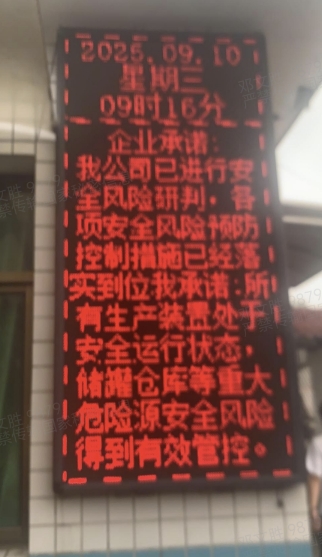 2025.09.10
星期三
09时16分
企业承诺:
我公司已进行安
全风险研判，各
项安全风险预防
控制措施已经落
实到位我承诺:所
有生产装置处于
安全运行状态，
储罐仓库等重大
危险源安全风险
得到有效管控。